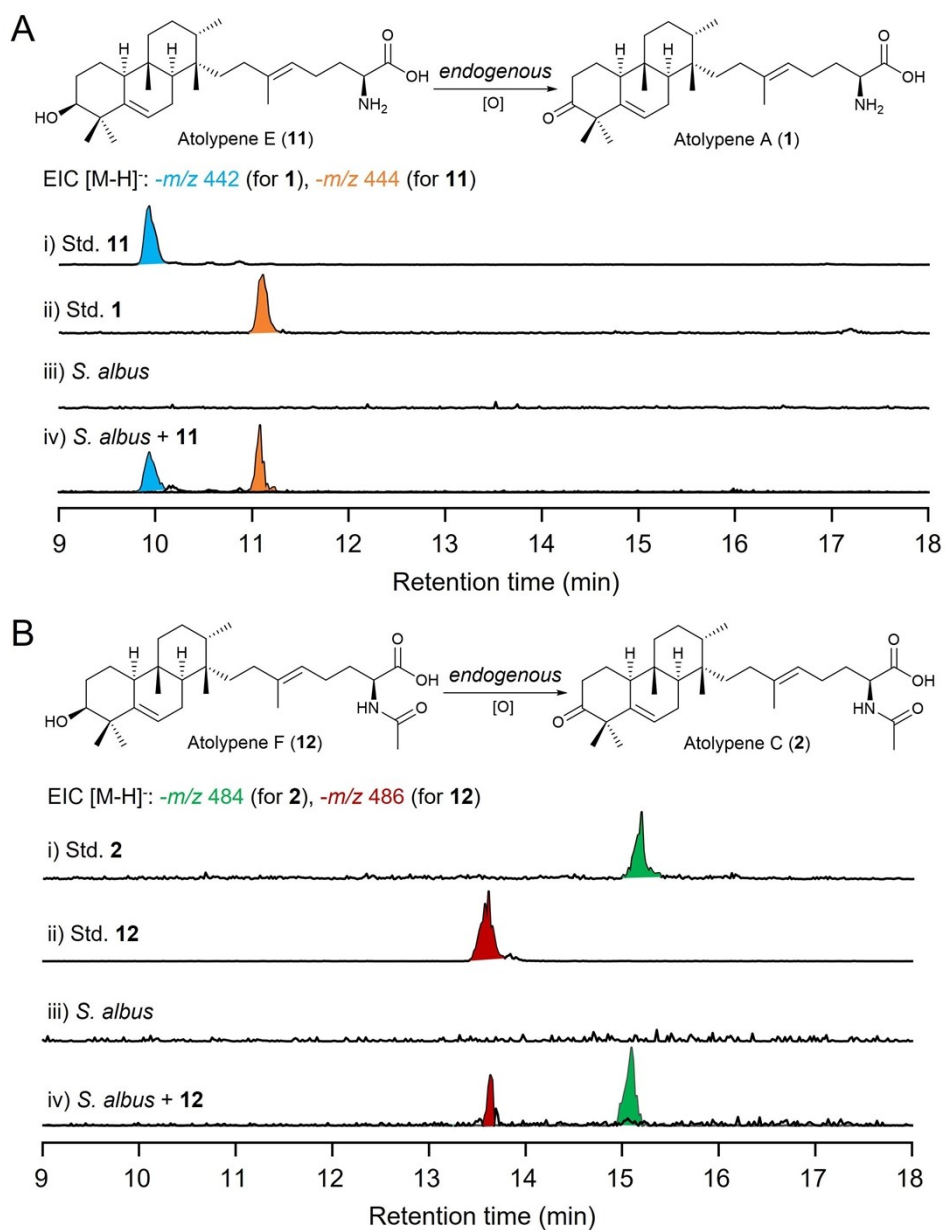 A
H H O OH NH₂ HO
endogenous
[O]
H H O OH NH₂ O
Atolypene E (11)
Atolypene A (1)
EIC [M-H]⁻: -m/z 442 (for 1), -m/z 444 (for 11)
i) Std. 11
ii) Std. 1
iii) S. albus
iv) S. albus + 11
9 10 11 12 13 14 15 16 17 18
Retention time (min)
B
H H O OH HN O HO
endogenous
[O]
H H O OH HN O O
Atolypene F (12)
Atolypene C (2)
EIC [M-H]⁻: -m/z 484 (for 2), -m/z 486 (for 12)
i) Std. 2
ii) Std. 12
iii) S. albus
iv) S. albus + 12
9 10 11 12 13 14 15 16 17 18
Retention time (min)